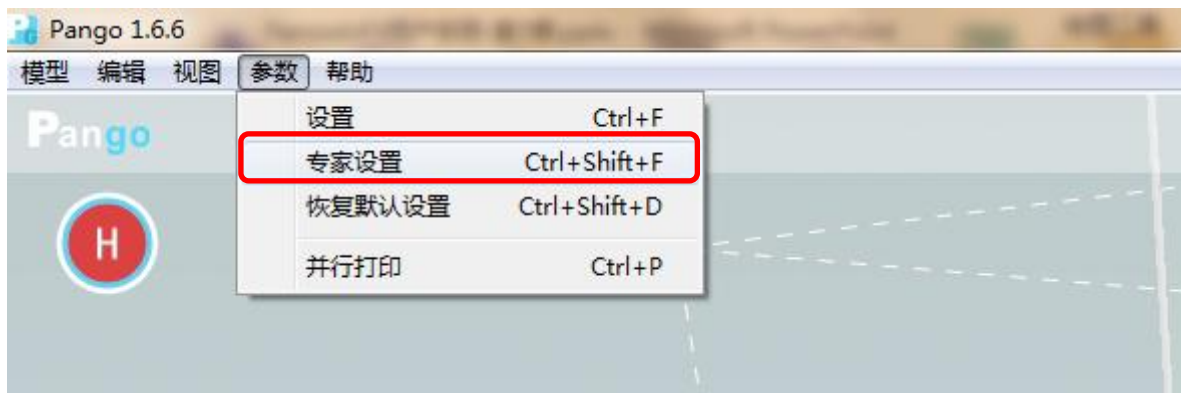 Pango 1.6.6
模型 编辑 视图 参数 帮助
Pango
设置 Ctrl+F
专家设置 Ctrl+Shift+F
恢复默认设置 Ctrl+Shift+D
并行打印 Ctrl+P
H